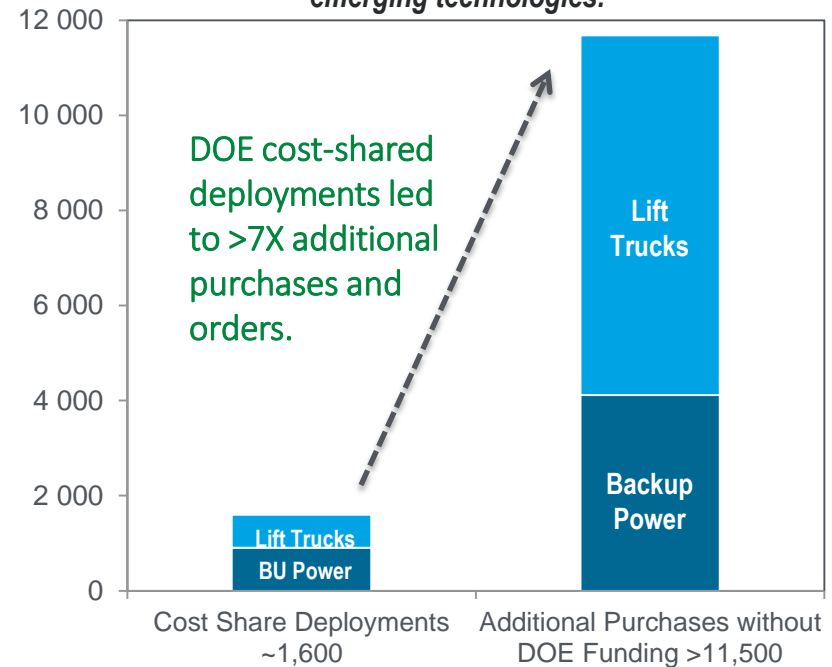 emerging technologies.
12 000
10 000
8 000
6 000
4 000
2 000
0
DOE cost-shared
deployments led
to >7X additional
purchases and
orders.
Lift
Trucks
Backup
Power
Lift Trucks
BU Power
Cost Share Deployments
~1,600
Additional Purchases without
DOE Funding >11,500